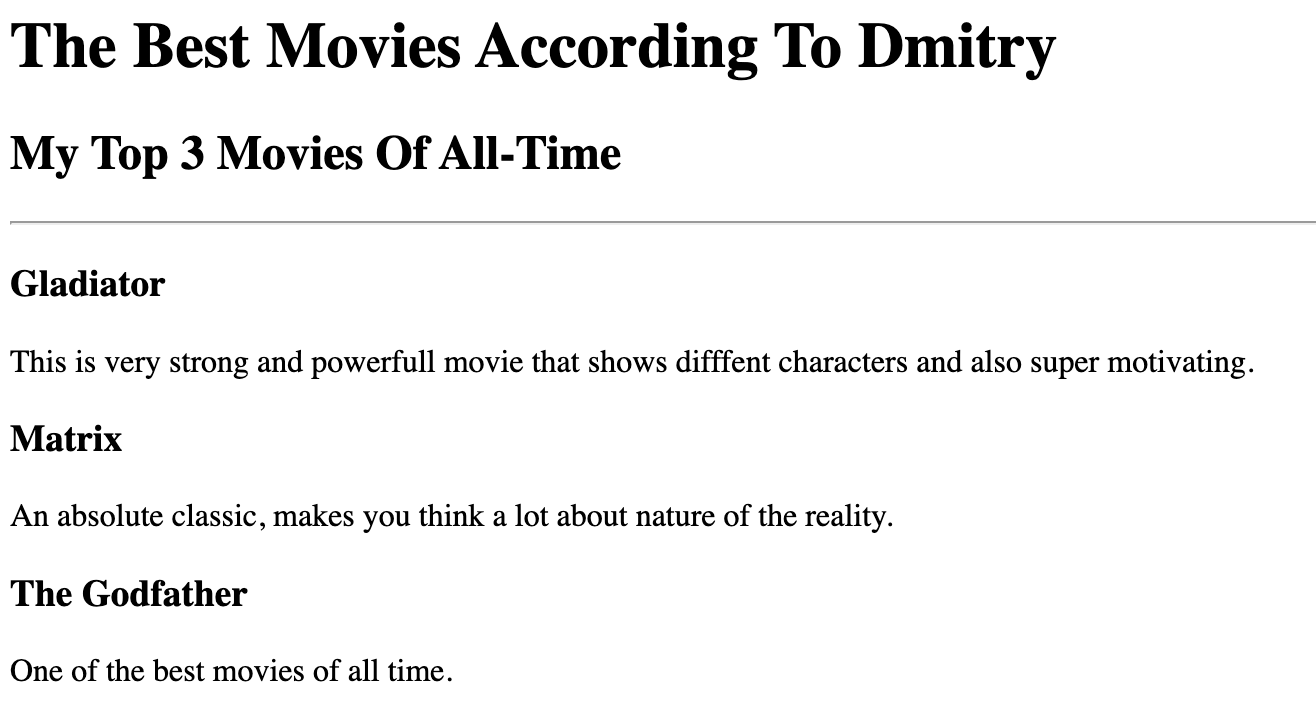 The Best Movies According To Dmitry
My Top 3 Movies Of All-Time
Gladiator
This is very strong and powerfull movie that shows difffent characters and also super motivating.
Matrix
An absolute classic, makes you think a lot about nature of the reality.
The Godfather
One of the best movies of all time.